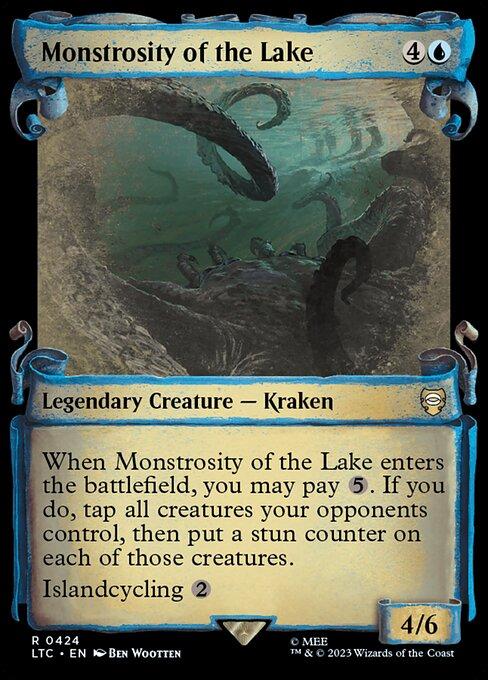 Monstrosity of the Lake 4
Legendary Creature — Kraken
When Monstrosity of the Lake enters
the battlefield, you may pay 5. If you
do, tap all creatures your opponents
control, then put a stun counter on
each of those creatures.
Islandcycling 2
4/6
R 0424
LTC • EN Ben Wootten
© MEE
™ & © 2023 Wizards of the Coast